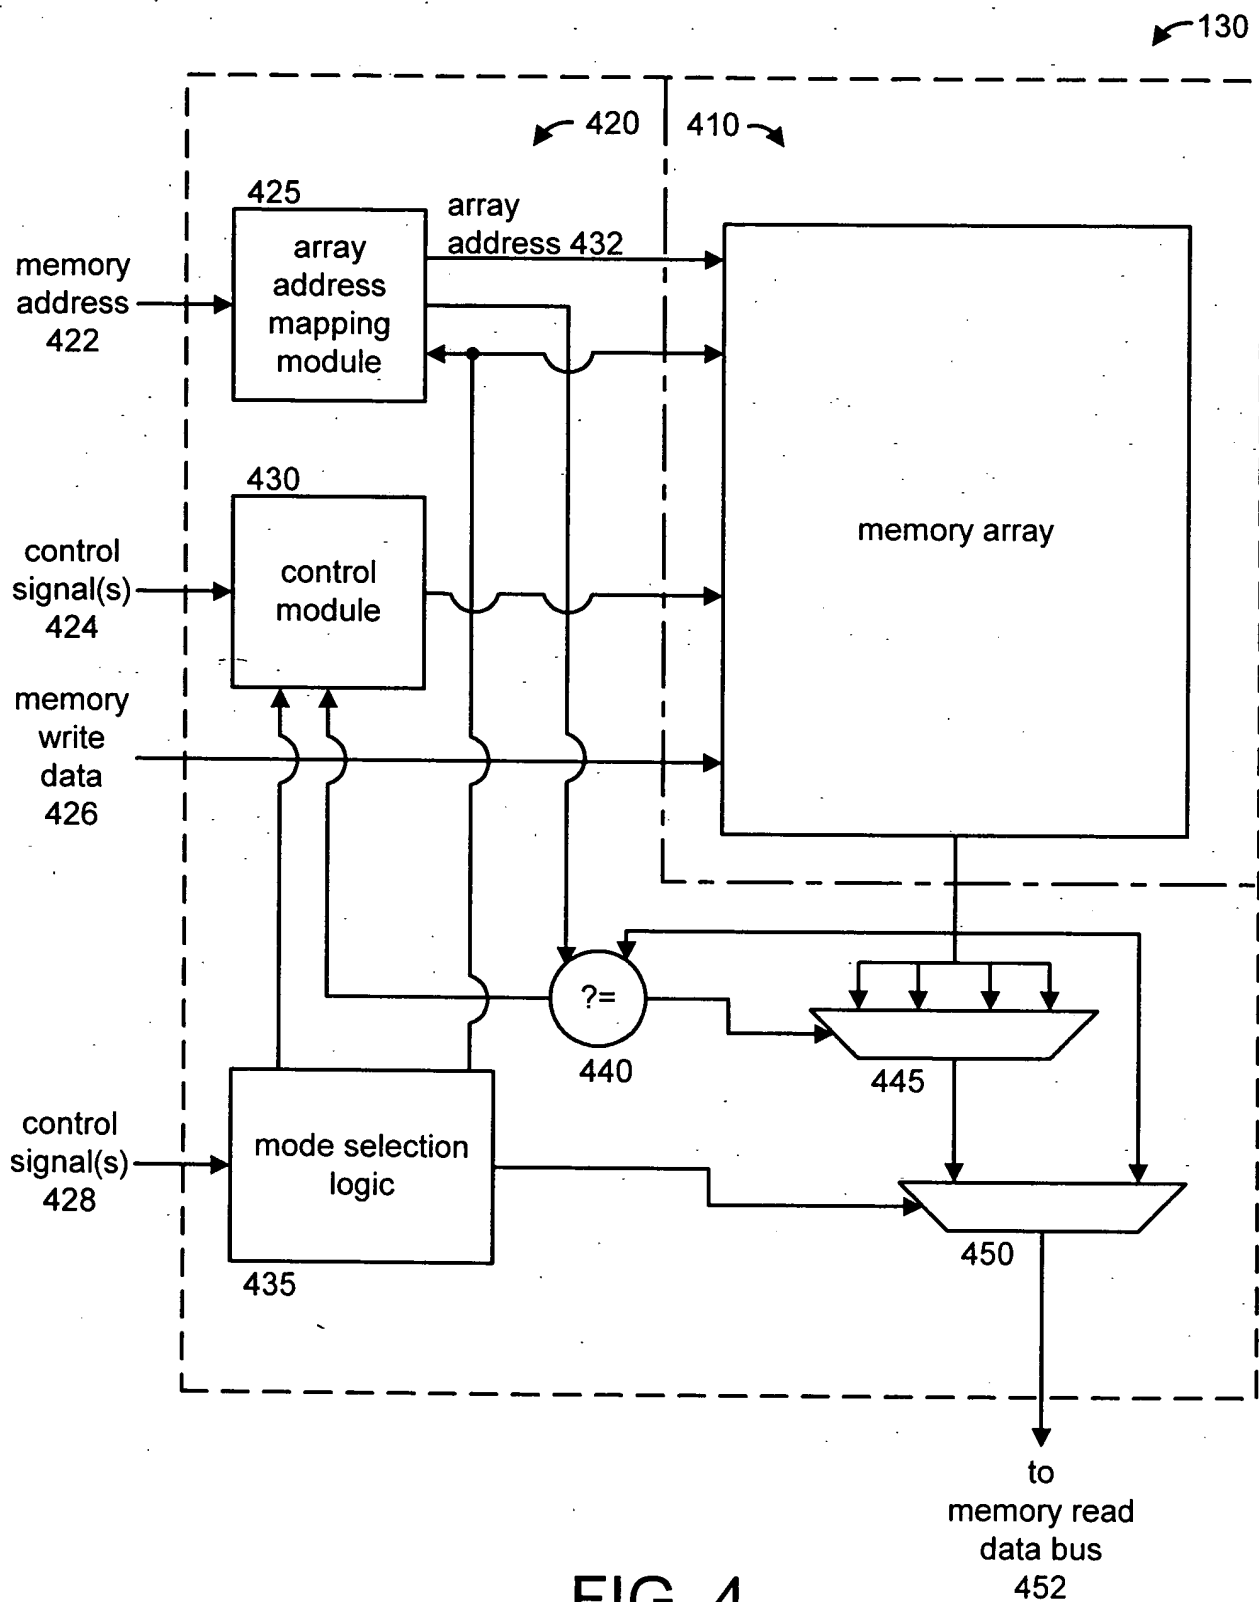 130
420
410
425
array
address 432
array
address
mapping
module
memory
address
422
430
control
module
control
signal(s)
424
memory array
memory
write
data
426
?=
440
445
mode selection
logic
control
signal(s)
428
435
450
to
memory read
data bus
452
FIG. 4